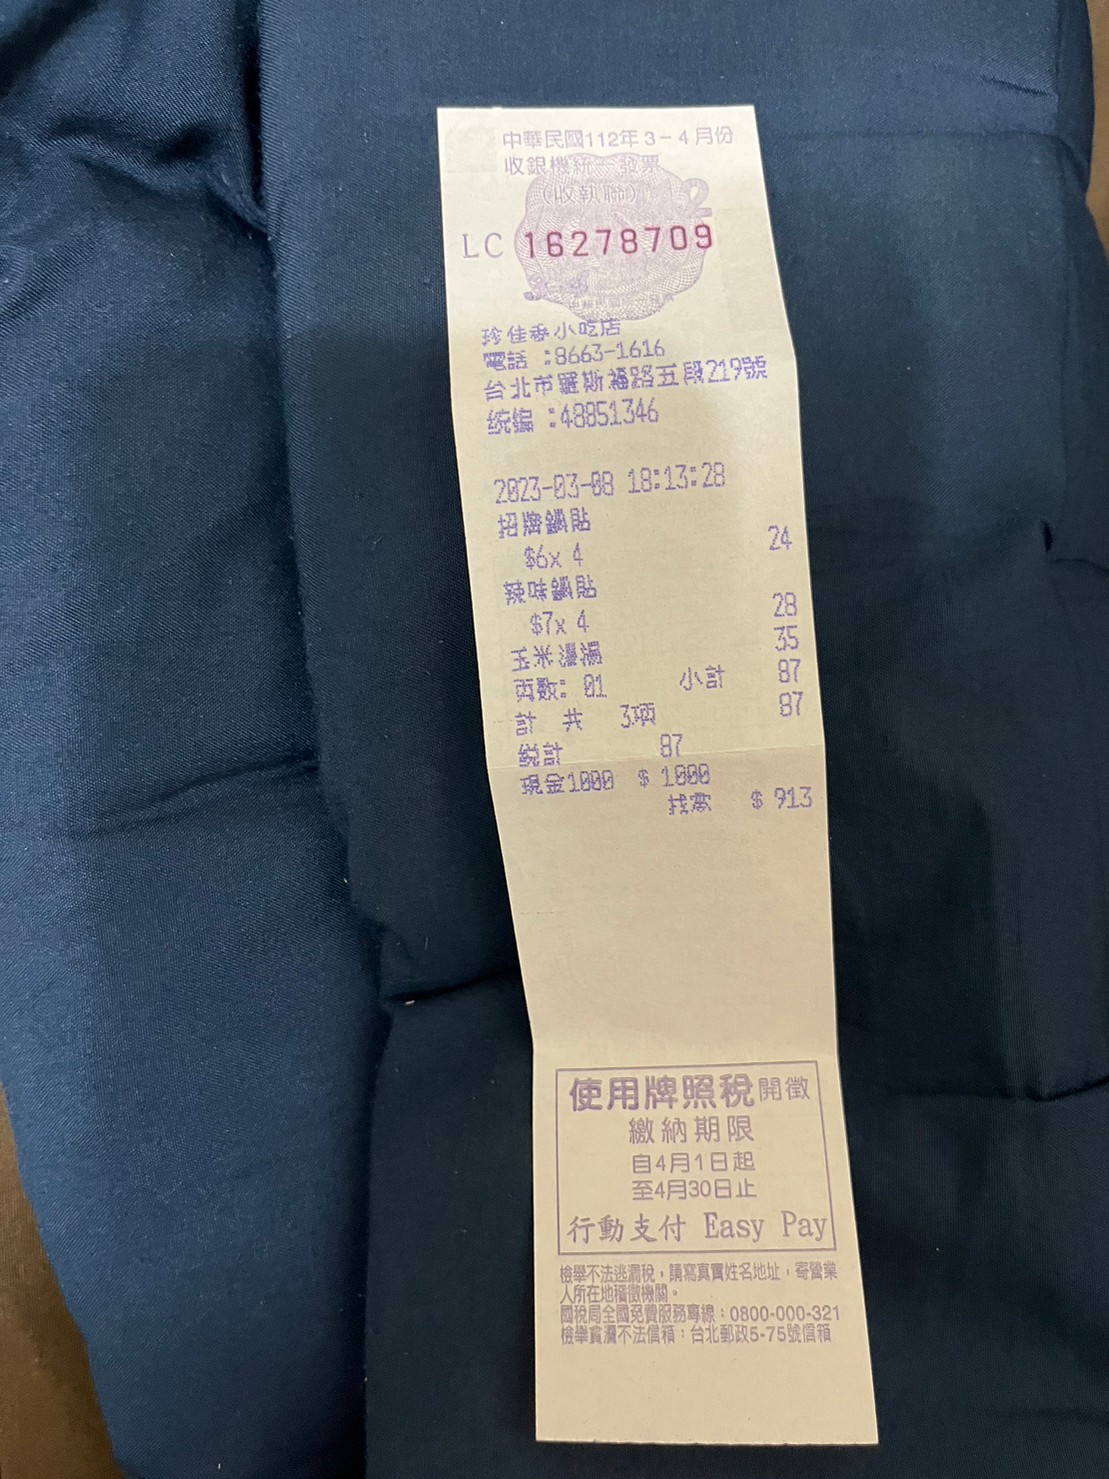 中華民國112年3-4月份
收銀機統一發票
(收執聯)
LC 16278709
珍佳香小吃店
電話:8663-1616
台北市羅斯福路五段219號
統編:48851346
2023-03-08 18:13:28
招牌鍋貼
$6x 4 24
辣味鍋貼
$7x 4 28
玉米濃湯 35
頁數: 01 小計 87
計 共 3項 87
總計 87
現金1000 $ 1000
找零 $ 913
使用牌照稅開徵
繳納期限
自4月1日起
至4月30日止
行動支付 Easy Pay
檢舉不法逃漏稅,請寫真實姓名地址,寄營業
人所在地稽徵機關。
國稅局全國免費服務專線:0800-000-321
檢舉貪瀆不法信箱:台北郵政5-75號信箱